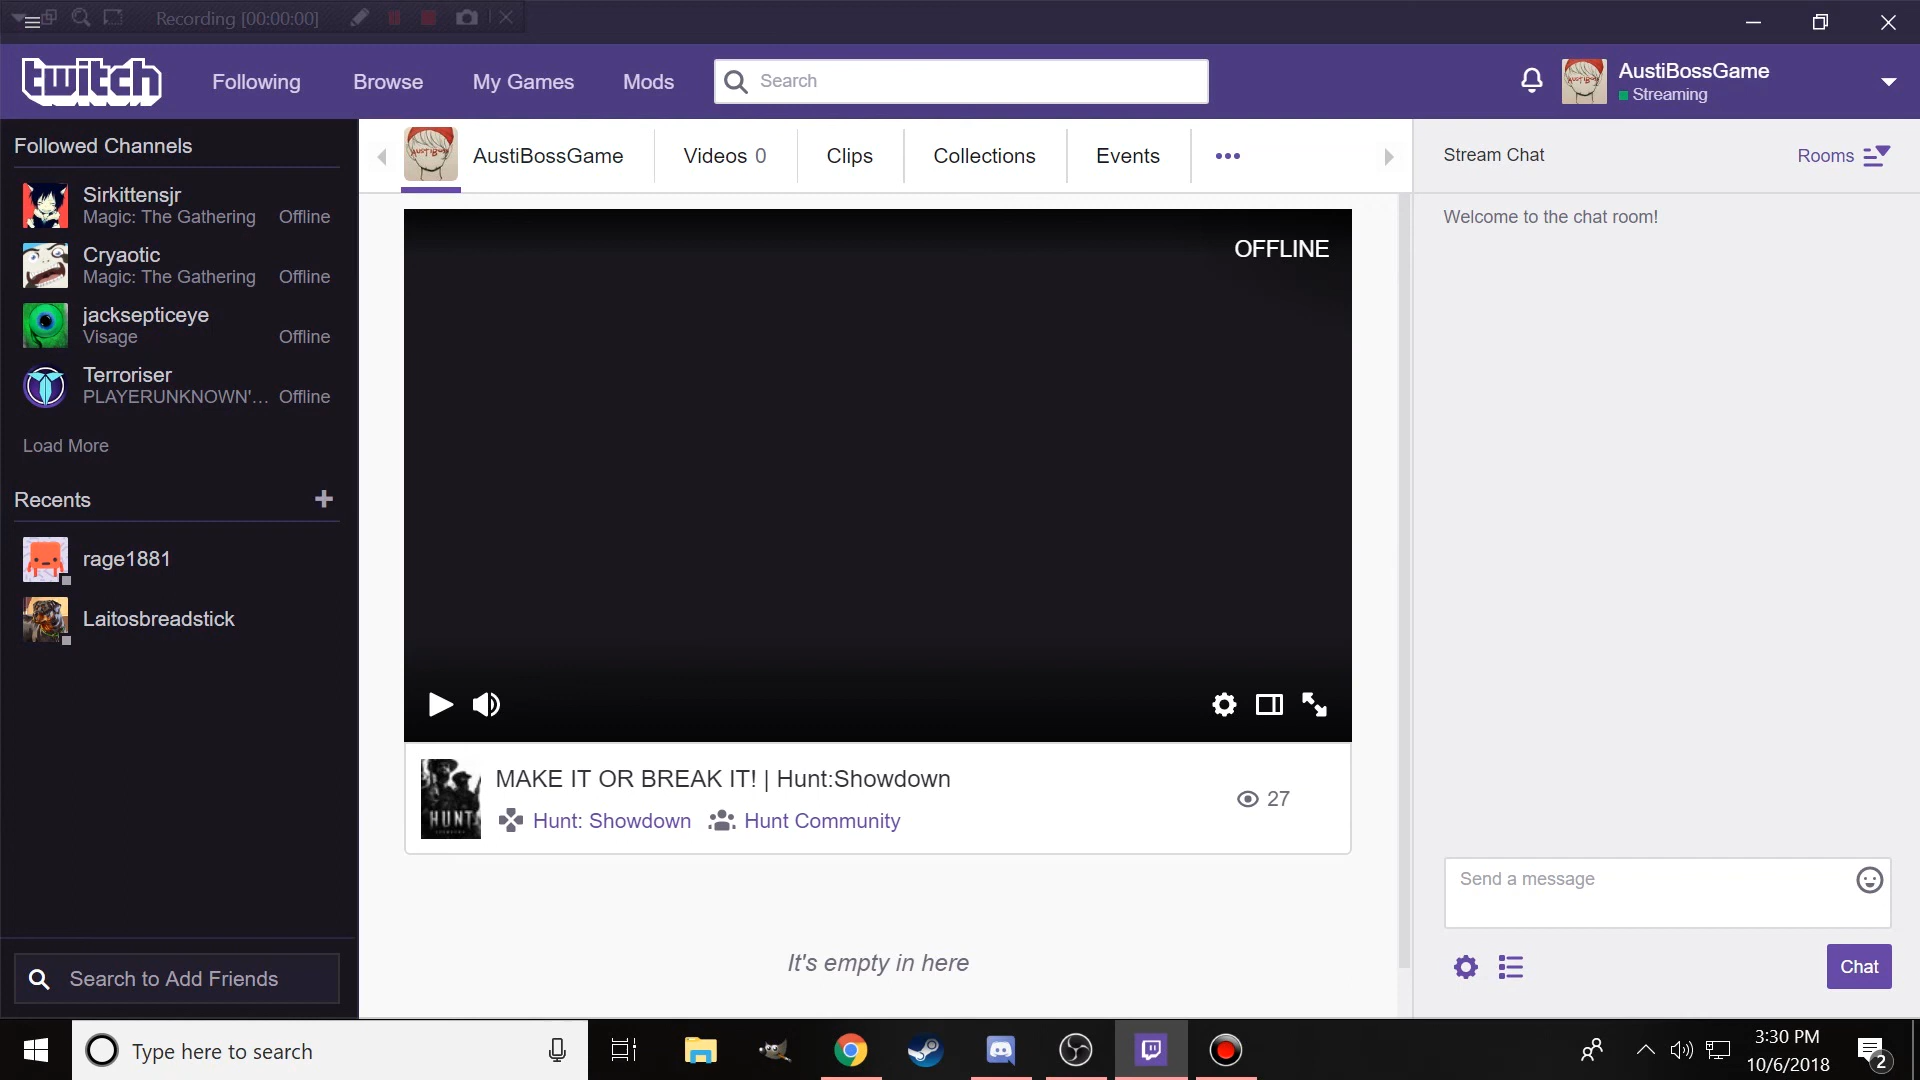 Recording [00:00:00]
twitch
Following
Browse
My Games
Mods
Search
AustiBossGame
Streaming
Followed Channels
Sirkittensjr
Magic: The Gathering Offline
Cryaotic
Magic: The Gathering Offline
jacksepticeye
Visage Offline
Terroriser
PLAYERUNKNOWN'... Offline
Load More
Recents
rage1881
Laitosbreadstick
Search to Add Friends
AustiBossGame
Videos 0
Clips
Collections
Events
OFFLINE
HUNT
MAKE IT OR BREAK IT! | Hunt:Showdown
Hunt: Showdown Hunt Community
27
It's empty in here
Stream Chat
Rooms
Welcome to the chat room!
Send a message
Chat
Type here to search
3:30 PM
10/6/2018
2